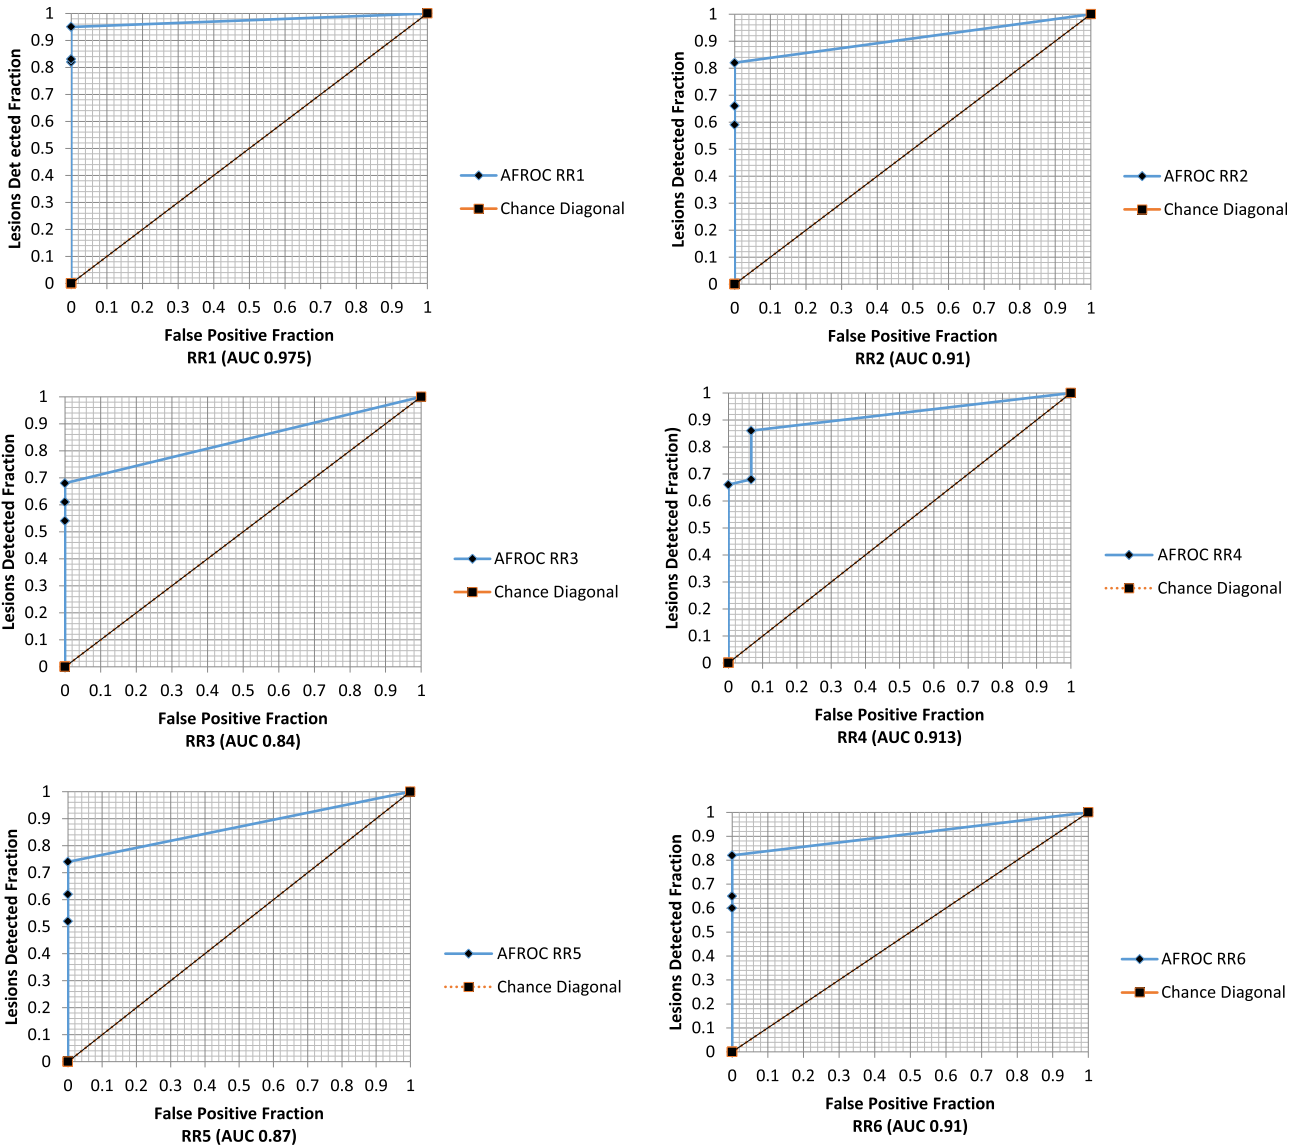 1
0.9
0.8
0.7
0.6
0.5
0.4
0.3
0.2
0.1
0
Lesions Det ected Fraction
0 0.1 0.2 0.3 0.4 0.5 0.6 0.7 0.8 0.9 1
False Positive Fraction
RR1 (AUC 0.975)
AFROC RR1
Chance Diagonal
1
0.9
0.8
0.7
0.6
0.5
0.4
0.3
0.2
0.1
0
Lesions Detected Fraction
0 0.1 0.2 0.3 0.4 0.5 0.6 0.7 0.8 0.9 1
False Positive Fraction
RR2 (AUC 0.91)
AFROC RR2
Chance Diagonal
1
0.9
0.8
0.7
0.6
0.5
0.4
0.3
0.2
0.1
0
Lesions Detected Fraction
0 0.1 0.2 0.3 0.4 0.5 0.6 0.7 0.8 0.9 1
False Positive Fraction
RR3 (AUC 0.84)
AFROC RR3
Chance Diagonal
1
0.9
0.8
0.7
0.6
0.5
0.4
0.3
0.2
0.1
0
Lesions Detetced Fraction)
0 0.1 0.2 0.3 0.4 0.5 0.6 0.7 0.8 0.9 1
False Positive Fraction
RR4 (AUC 0.913)
AFROC RR4
Chance Diagonal
1
0.9
0.8
0.7
0.6
0.5
0.4
0.3
0.2
0.1
0
Lesions Detected Fraction
0 0.1 0.2 0.3 0.4 0.5 0.6 0.7 0.8 0.9 1
False Positive Fraction
RR5 (AUC 0.87)
AFROC RR5
Chance Diagonal
1
0.9
0.8
0.7
0.6
0.5
0.4
0.3
0.2
0.1
0
Lesions Detected Fraction
0 0.1 0.2 0.3 0.4 0.5 0.6 0.7 0.8 0.9 1
False Positive Fraction
RR6 (AUC 0.91)
AFROC RR6
Chance Diagonal